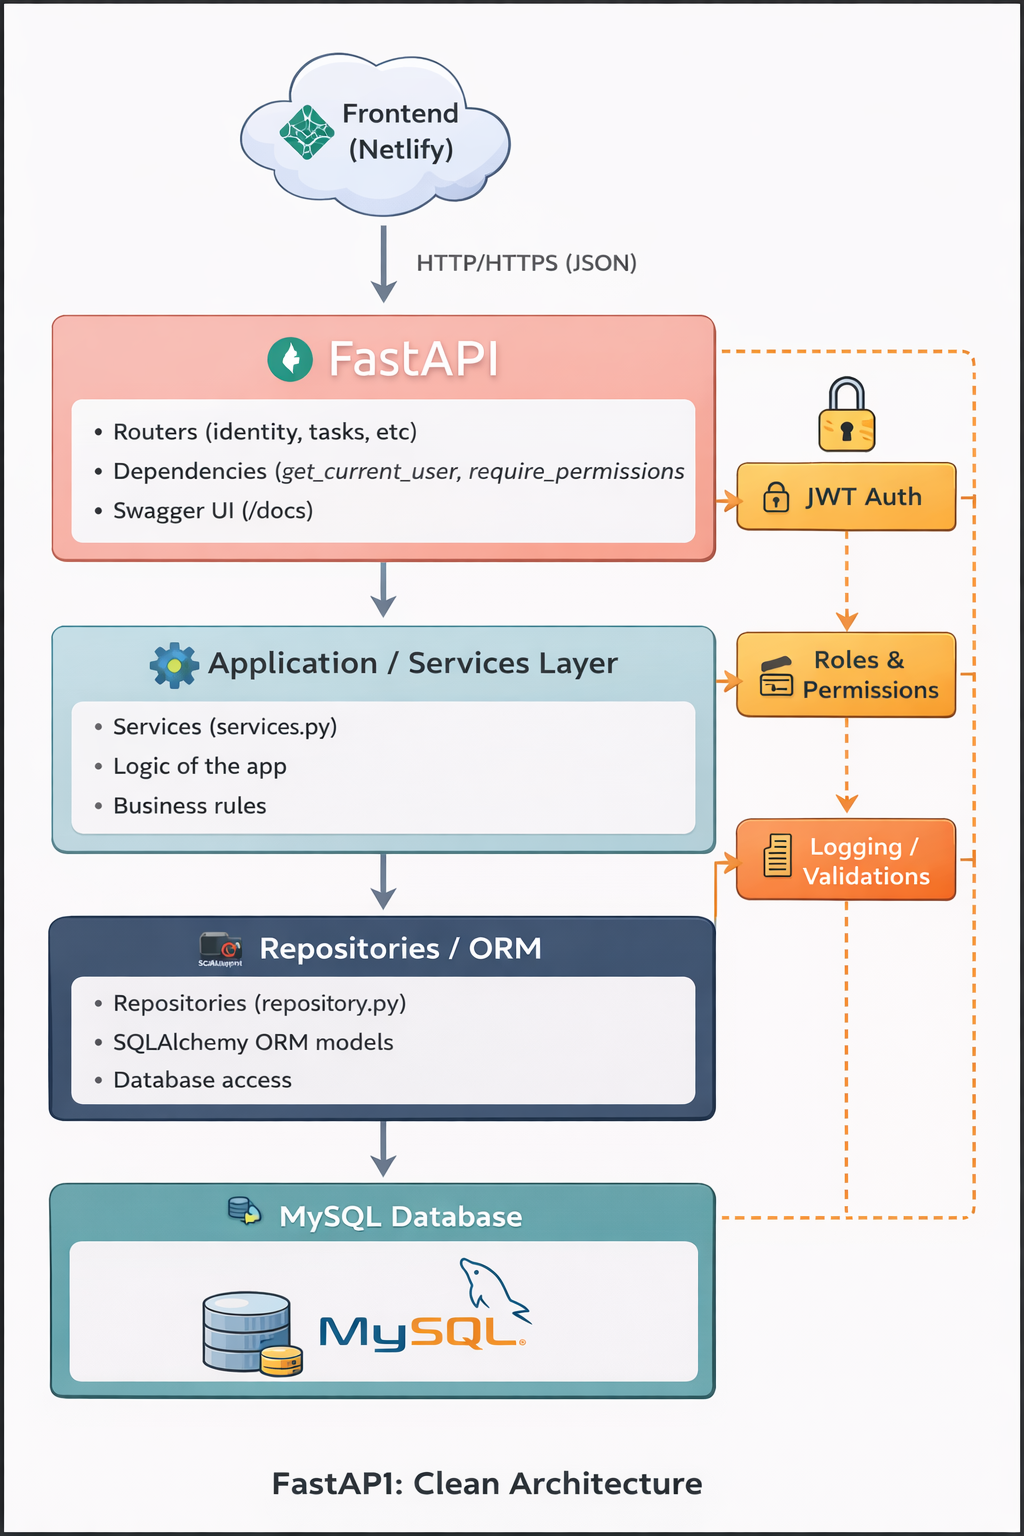 Frontend
(Netlify)
HTTP/HTTPS (JSON)
FastAPI
• Routers (identity, tasks, etc)
• Dependencies (get_current_user, require_permissions
• Swagger UI (/docs)
JWT Auth
Application / Services Layer
• Services (services.py)
• Logic of the app
• Business rules
Roles &
Permissions
Logging /
Validations
Repositories / ORM
• Repositories (repository.py)
• SQLAlchemy ORM models
• Database access
MySQL Database
MySQL®
FastAP1: Clean Architecture